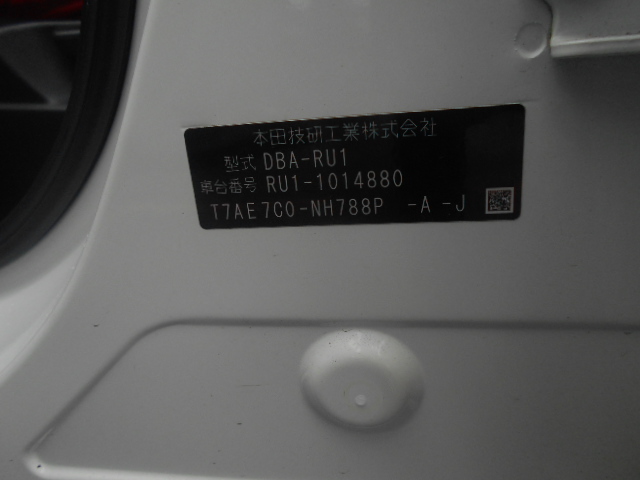 本田技研工業株式会社
型式 DBA-RU1
車台番号 RU1-1014880
T7AE7C0-NH788P -A -J